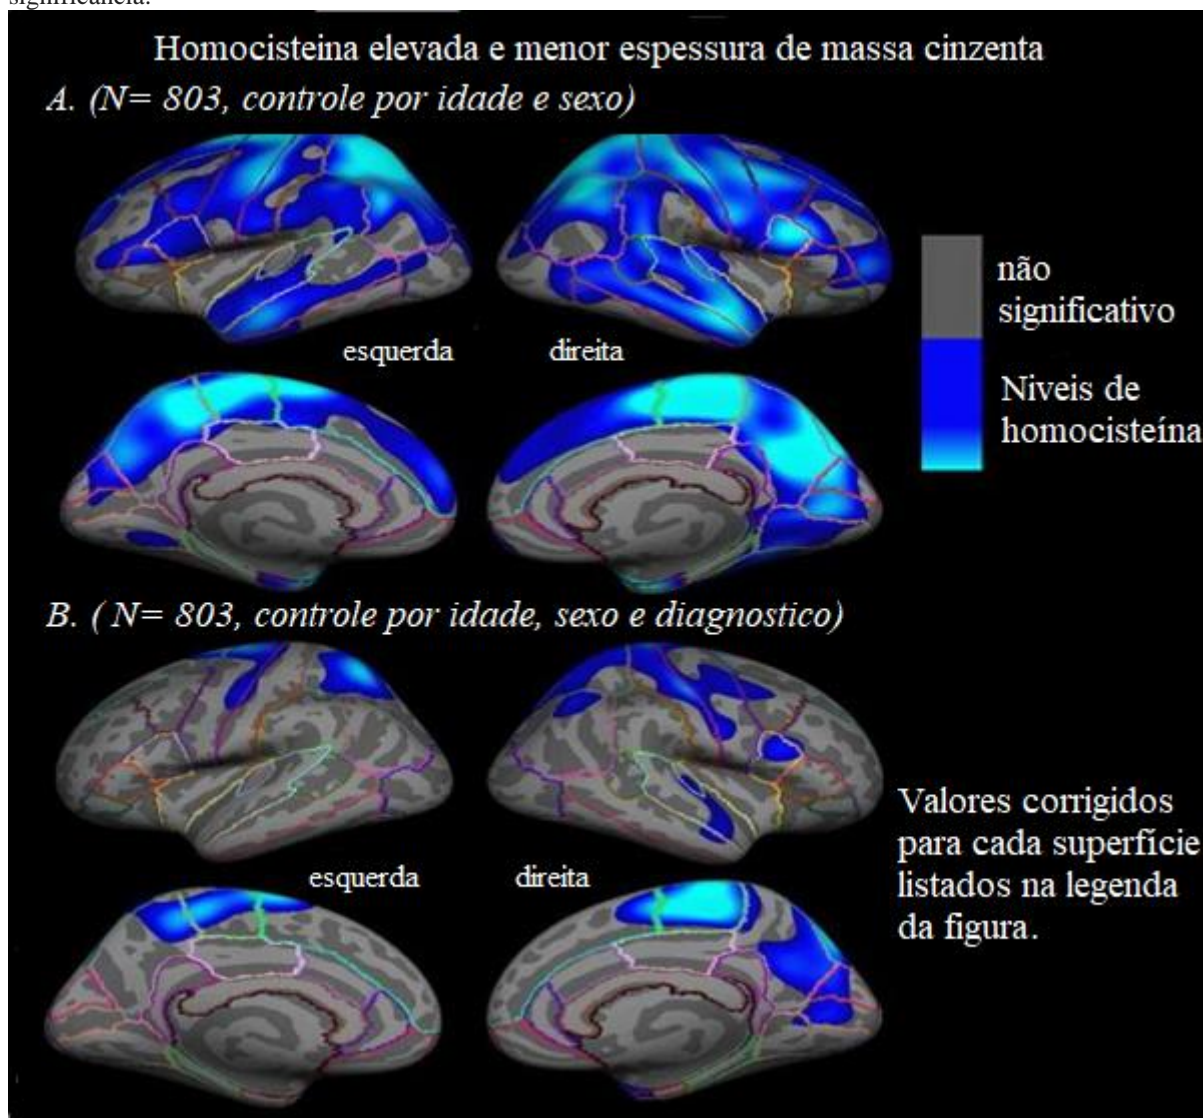 significância.
Homocisteina elevada e menor espessura de massa cinzenta
A. (N= 803, controle por idade e sexo)
não
significativo
esquerda direita
Niveis de
homocisteína
B. ( N= 803, controle por idade, sexo e diagnostico)
Valores corrigidos
para cada superfície
esquerda direita
listados na legenda
da figura.